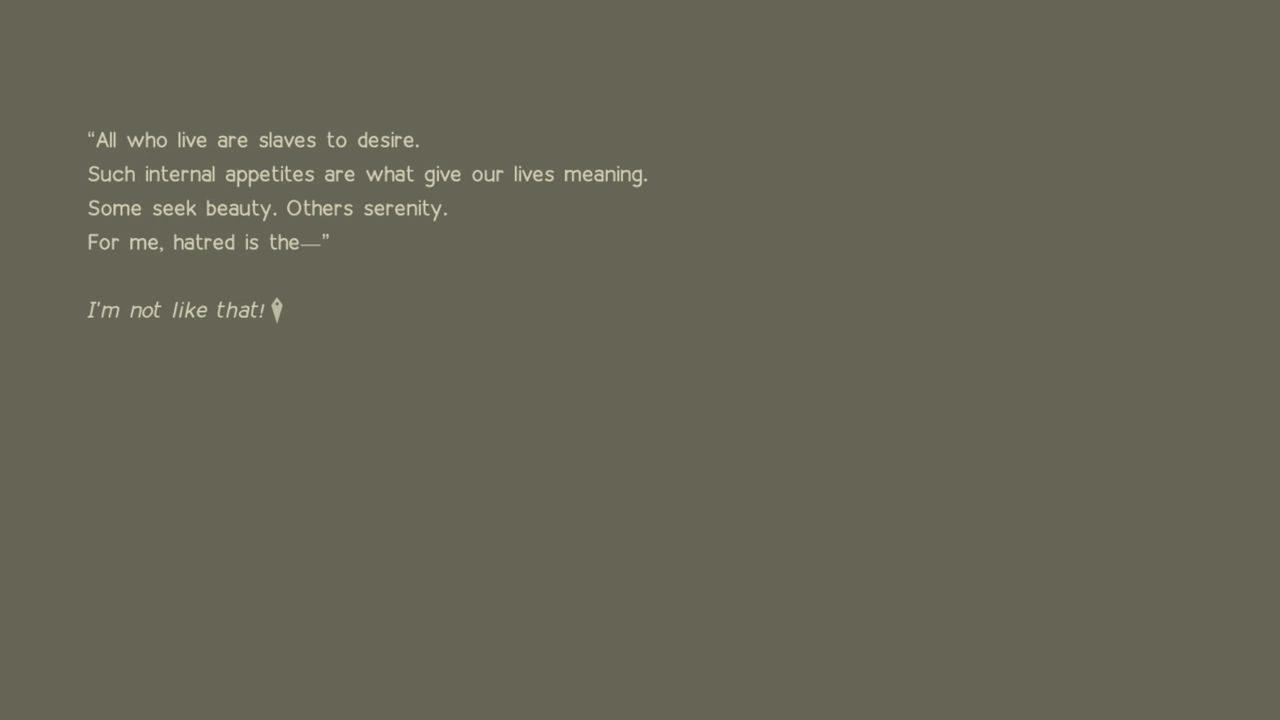 “All who live are slaves to desire.
Such internal appetites are what give our lives meaning.
Some seek beauty. Others serenity.
For me, hatred is the—”
I'm not like that!